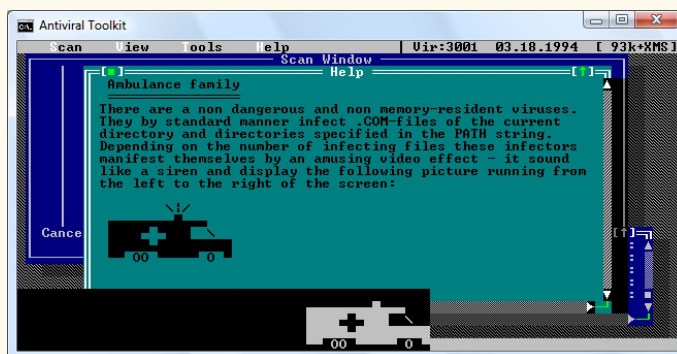 Antiviral Toolkit
Scan View Tools Help Vir:3001 03.18.1994 [ 93k+XMS]
Scan Window
Help
Ambulance family
There are a non dangerous and non memory-resident viruses.
They by standard manner infect .COM-files of the current
directory and directories specified in the PATH string.
Depending on the number of infecting files these infectors
manifest themselves by an amusing video effect - it sound
like a siren and display the following picture running from
the left to the right of the screen:
Cance